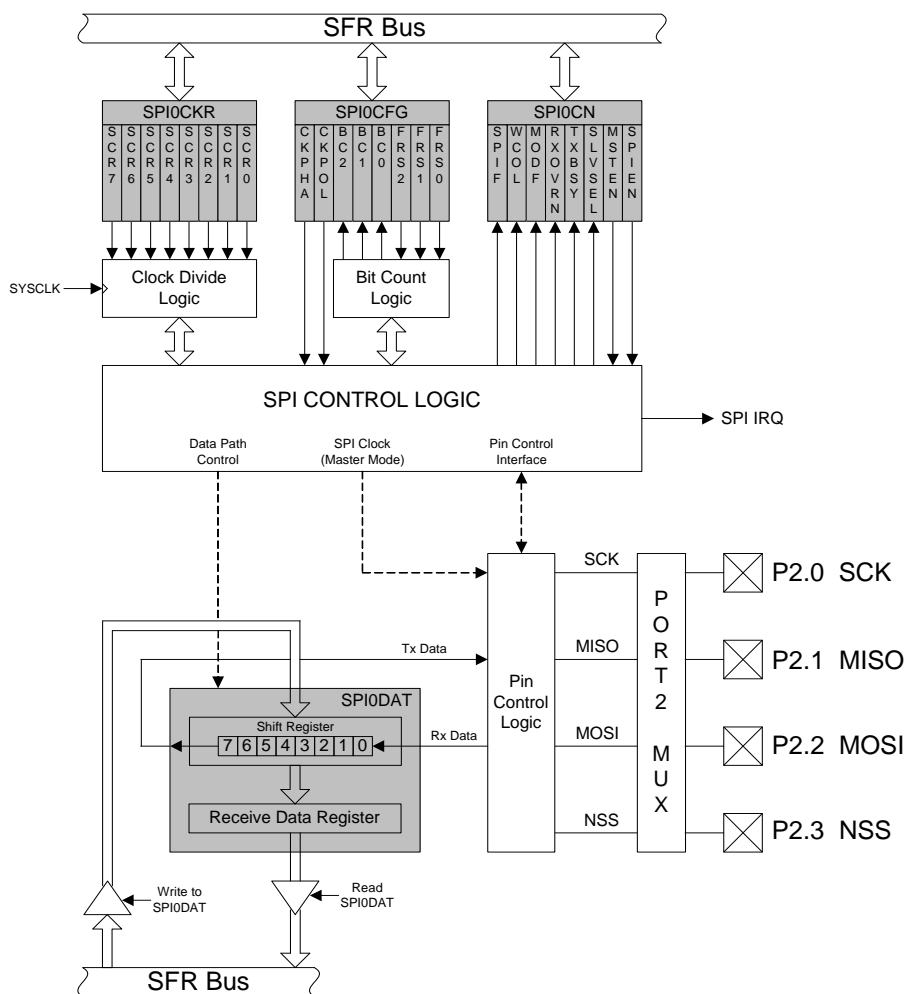 SFR Bus
SPI0CKR
SCR7
SCR6
SCR5
SCR4
SCR3
SCR2
SCR1
SCR0
SPI0CFG
CKPHA
CKPOL
BC2
BC1
BC0
FRS2
FRS1
FRS0
SPI0CN
SPIF
WCOL
MODF
RXOVRN
TXBSY
SLVSEL
MSTEN
SPIEN
SYSCLK
Clock Divide
Logic
Bit Count
Logic
SPI CONTROL LOGIC
SPI IRQ
Data Path
Control
SPI Clock
(Master Mode)
Pin Control
Interface
SCK
P2.0 SCK
MISO
P2.1 MISO
MOSI
P2.2 MOSI
NSS
P2.3 NSS
Pin
Control
Logic
PORT2
MUX
Tx Data
SPI0DAT
Shift Register
7 6 5 4 3 2 1 0
Rx Data
Receive Data Register
Write to
SPI0DAT
Read
SPI0DAT
SFR Bus